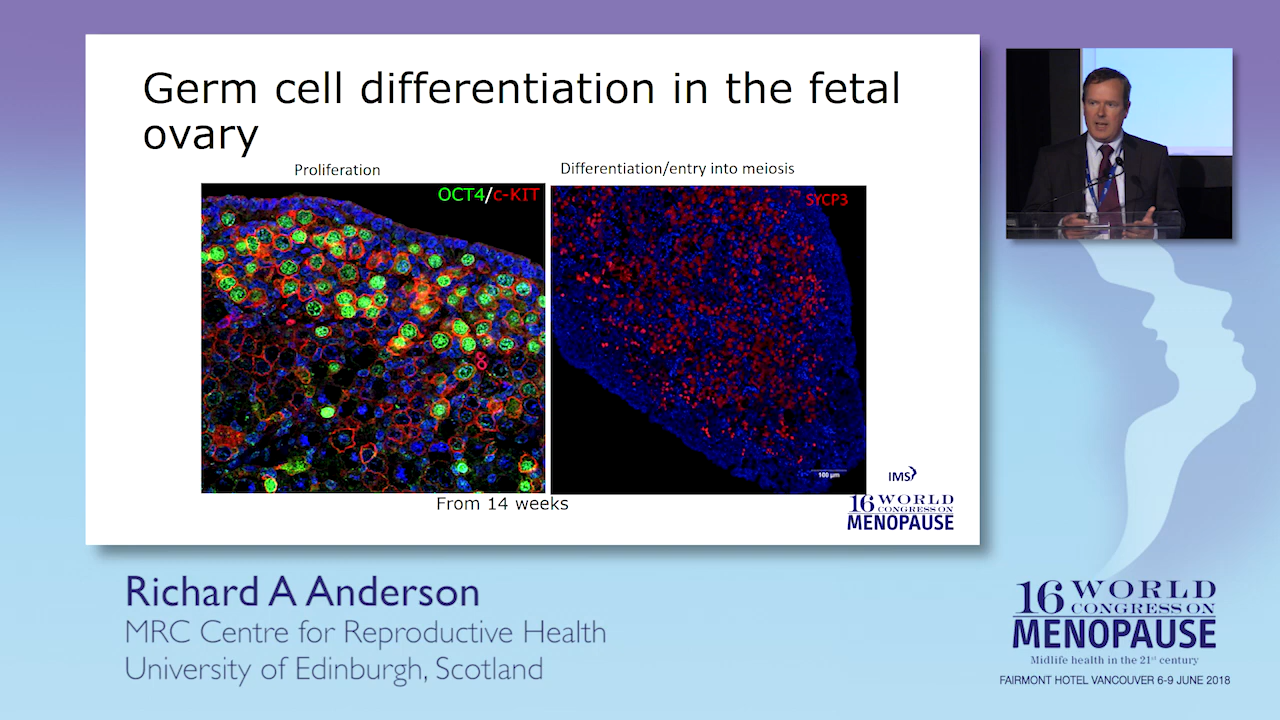 Germ cell differentiation in the fetal
ovary
Proliferation
Differentiation/entry into meiosis
OCT4/c-KIT
SYCP3
8
100 μm
From 14 weeks
IMS
16 WORLD
CONGRESS ON
MENOPAUSE
Richard A Anderson
MRC Centre for Reproductive Health
University of Edinburgh, Scotland
16 WORLD
CONGRESS ON
MENOPAUSE
Midlife health in the 21st century
FAIRMONT HOTEL VANCOUVER 6-9 JUNE 2018